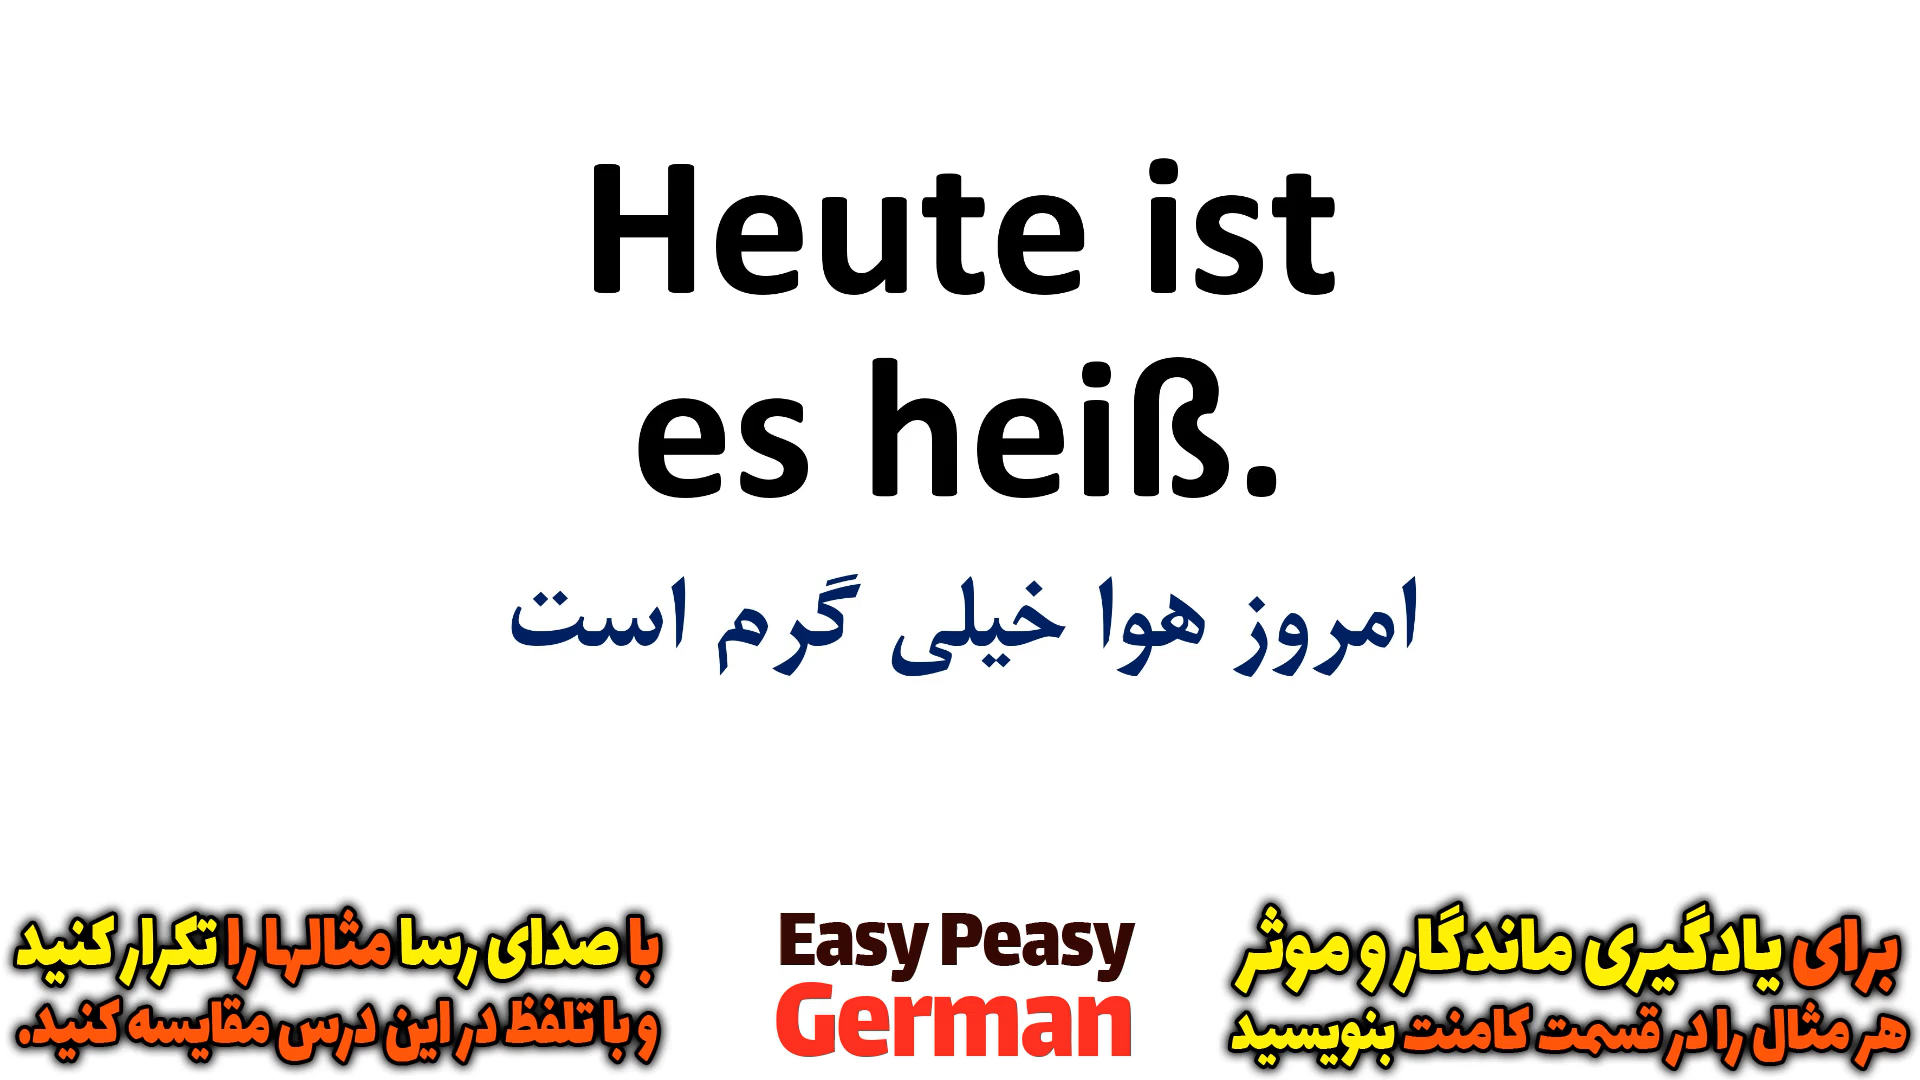 Heute ist
es heiß.
امروز هوا خیلی گرم است
برای یادگیری ماندگار و موثر
هر مثال را در قسمت کامنت بنویسید
Easy Peasy
German
با صدای رسا مثالها را تکرار کنید
و با تلفظ در این درس مقایسه کنید.